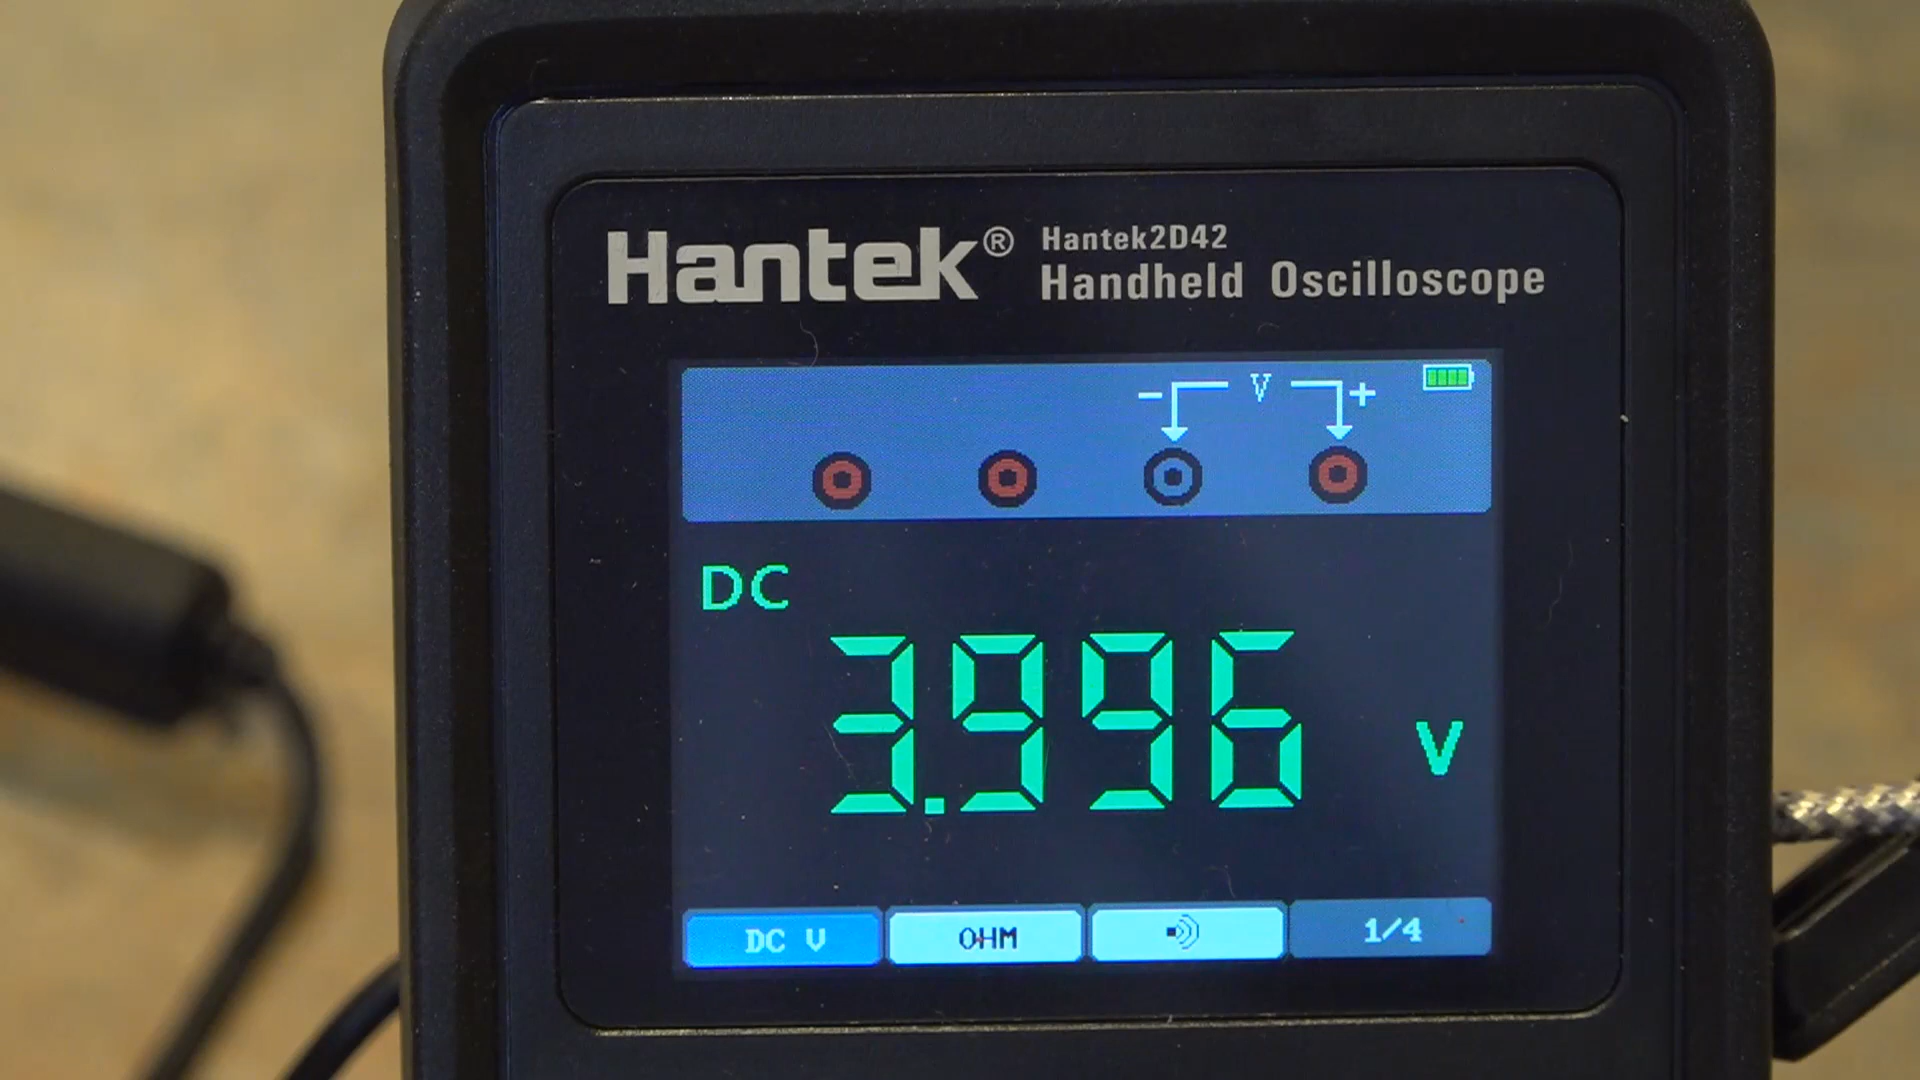 Hantek® Hantek2D42
Handheld Oscilloscope
- V +
DC
3.996 V
DC V OHM 1/4